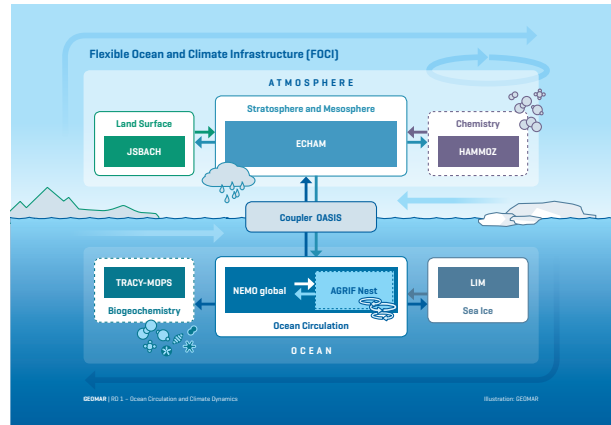 Flexible Ocean and Climate Infrastructure (FOCI)
ATMOSPHERE
Land Surface
JSBACH
Stratosphere and Mesosphere
ECHAM
Chemistry
HAMMOZ
Coupler OASIS
TRACY-MOPS
Biogeochemistry
NEMO global
AGRIF Nest
Ocean Circulation
LIM
Sea Ice
OCEAN
GEOMAR | RD 1 – Ocean Circulation and Climate Dynamics
Illustration: GEOMAR